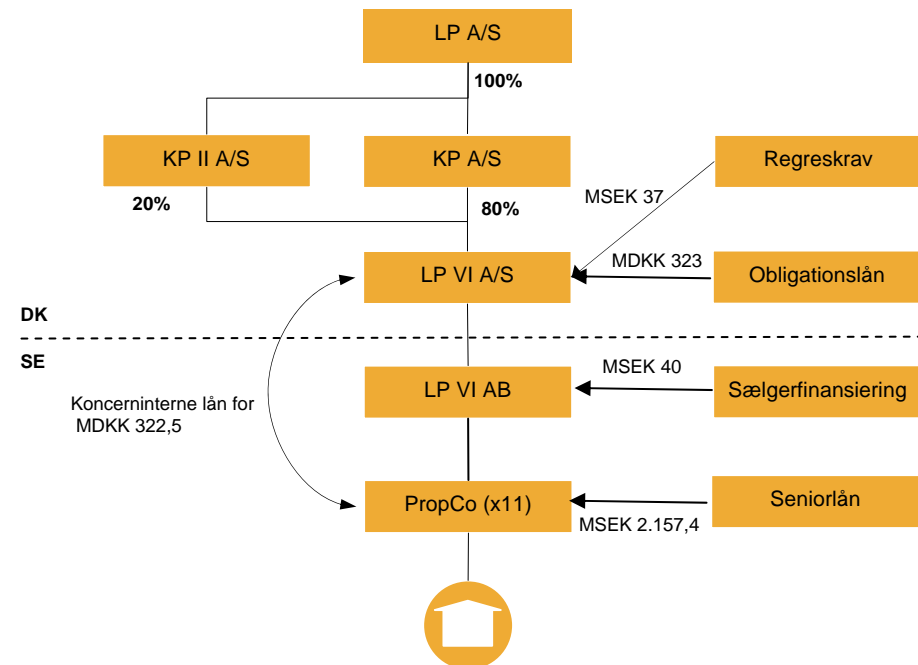 LP A/S
100%
KP II A/S
KP A/S
Regreskrav
20%
80%
MSEK 37
MDKK 323
LP VI A/S
Obligationslån
DK
SE
MSEK 40
LP VI AB
Sælgerfinansiering
Koncerninterne lån for
MDKK 322,5
PropCo (x11)
Seniorlån
MSEK 2.157,4